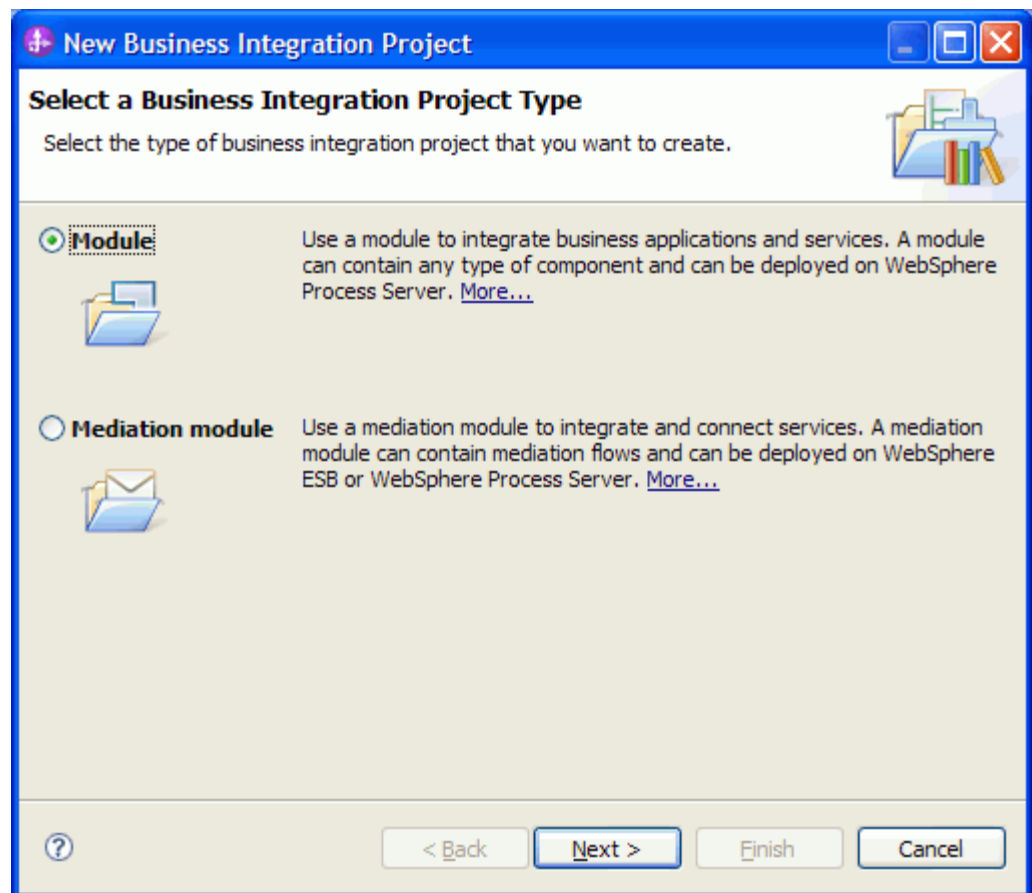 New Business Integration Project
Select a Business Integration Project Type
Select the type of business integration project that you want to create.
Module
Use a module to integrate business applications and services. A module
can contain any type of component and can be deployed on WebSphere
Process Server. More...
Mediation module
Use a mediation module to integrate and connect services. A mediation
module can contain mediation flows and can be deployed on WebSphere
ESB or WebSphere Process Server. More...
?
< Back
Next >
Finish
Cancel